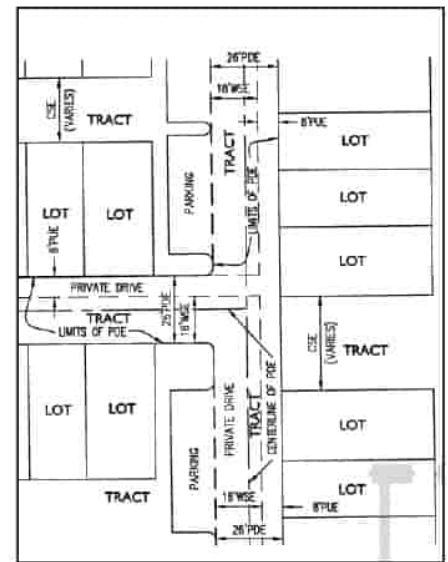 26'PDE
18'WSE
CSE
(VARIES)
TRACT
8'PUE
LOT
TRACT
PARKING
LIMITS OF PDE
LOT
LOT
LOT
8'PUE
LOT
PRIVATE DRIVE
TRACT
LIMITS OF PDE
26'PDE
18'WSE
CSE
(VARIES)
TRACT
PRIVATE DRIVE
TRACT
CENTERLINE OF PDE
LOT
LOT
PARKING
LOT
LOT
TRACT
18'WSE
8'PUE
26'PDE